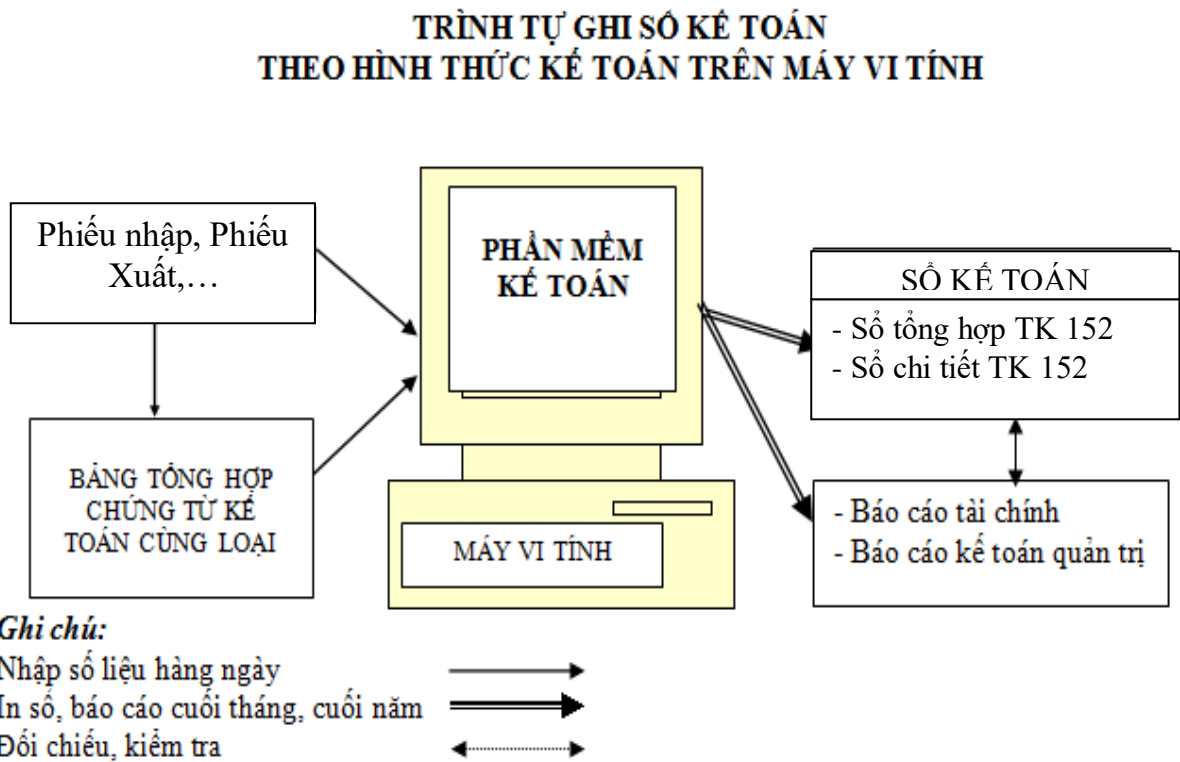 TRÌNH TỰ GHI SỔ KẾ TOÁN
THEO HÌNH THỨC KẾ TOÁN TRÊN MÁY VI TÍNH
Phiếu nhập, Phiếu
Xuất,…
BẢNG TỔNG HỢP
CHỨNG TỪ KẾ
TOÁN CÙNG LOẠI
PHẦN MỀM
KẾ TOÁN
MÁY VI TÍNH
SỔ KẾ TOÁN
- Sổ tổng hợp TK 152
- Sổ chi tiết TK 152
- Báo cáo tài chính
- Báo cáo kế toán quản trị
Ghi chú:
Nhập số liệu hàng ngày
In sổ, báo cáo cuối tháng, cuối năm
Đối chiếu, kiểm tra